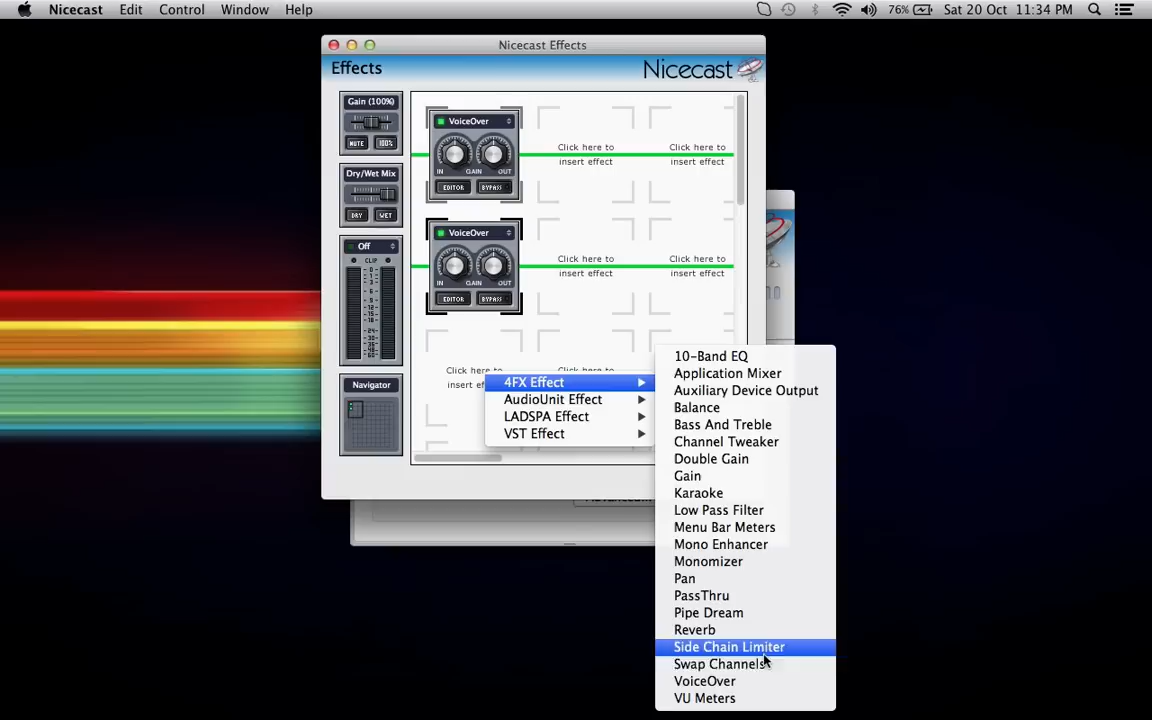 Nicecast Edit Control Window Help
76% Sat 20 Oct 11:34 PM
Nicecast Effects
Effects
Nicecast
Gain (100%)
MUTE 100%
Dry/Wet Mix
DRY WET
Off
CLIP
Navigator
VoiceOver
IN GAIN OUT
EDITOR BYPASS
Click here to
insert effect
Click here to
insert effect
VoiceOver
IN GAIN OUT
EDITOR BYPASS
Click here to
insert effect
Click here to
insert effect
Click here
insert
4FX Effect
AudioUnit Effect
LADSPA Effect
VST Effect
10-Band EQ
Application Mixer
Auxiliary Device Output
Balance
Bass And Treble
Channel Tweaker
Double Gain
Gain
Karaoke
Low Pass Filter
Menu Bar Meters
Mono Enhancer
Monomizer
Pan
PassThru
Pipe Dream
Reverb
Side Chain Limiter
Swap Channels
VoiceOver
VU Meters